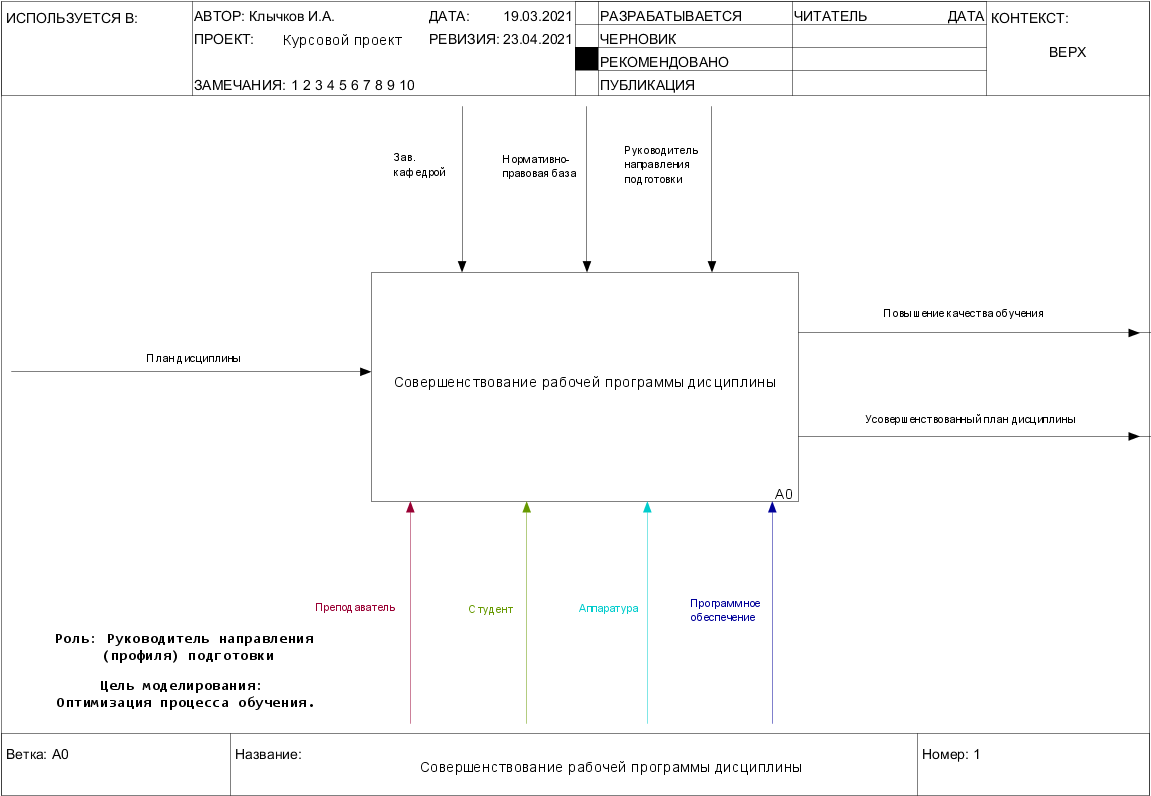 ИСПОЛЬЗУЕТСЯ В:
АВТОР: Клычков И.А.
ДАТА: 19.03.2021
РАЗРАБАТЫВАЕТСЯ
ЧИТАТЕЛЬ
ДАТА
КОНТЕКСТ:
ПРОЕКТ: Курсовой проект
РЕВИЗИЯ: 23.04.2021
ЧЕРНОВИК
ВЕРХ
РЕКОМЕНДОВАНО
ЗАМЕЧАНИЯ: 1 2 3 4 5 6 7 8 9 10
ПУБЛИКАЦИЯ
Зав.
кафедрой
Нормативно-
правовая база
Руководитель
направления
подготовки
Повышение качества обучения
План дисциплины
Совершенствование рабочей программы дисциплины
Усовершенствованный план дисциплины
А0
Преподаватель
Студент
Аппаратура
Программное
обеспечение
Роль: Руководитель направления
(профиля) подготовки
Цель моделирования:
Оптимизация процесса обучения.
Ветка: А0
Название:
Совершенствование рабочей программы дисциплины
Номер: 1